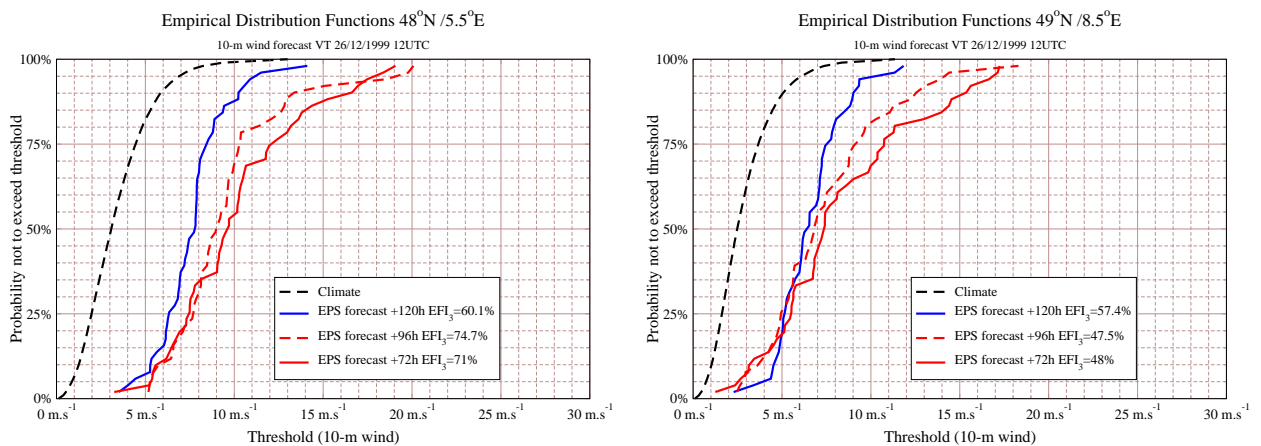 Empirical Distribution Functions 48°N /5.5°E
10-m wind forecast VT 26/12/1999 12UTC
Probability not to exceed threshold
100%
75%
50%
25%
0%
0 m.s⁻¹ 5 m.s⁻¹ 10 m.s⁻¹ 15 m.s⁻¹ 20 m.s⁻¹ 25 m.s⁻¹ 30 m.s⁻¹
Threshold (10-m wind)
Climate
EPS forecast +120h EFI₃=60.1%
EPS forecast +96h EFI₃=74.7%
EPS forecast +72h EFI₃=71%
Empirical Distribution Functions 49°N /8.5°E
10-m wind forecast VT 26/12/1999 12UTC
Probability not to exceed threshold
100%
75%
50%
25%
0%
0 m.s⁻¹ 5 m.s⁻¹ 10 m.s⁻¹ 15 m.s⁻¹ 20 m.s⁻¹ 25 m.s⁻¹ 30 m.s⁻¹
Threshold (10-m wind)
Climate
EPS forecast +120h EFI₃=57.4%
EPS forecast +96h EFI₃=47.5%
EPS forecast +72h EFI₃=48%